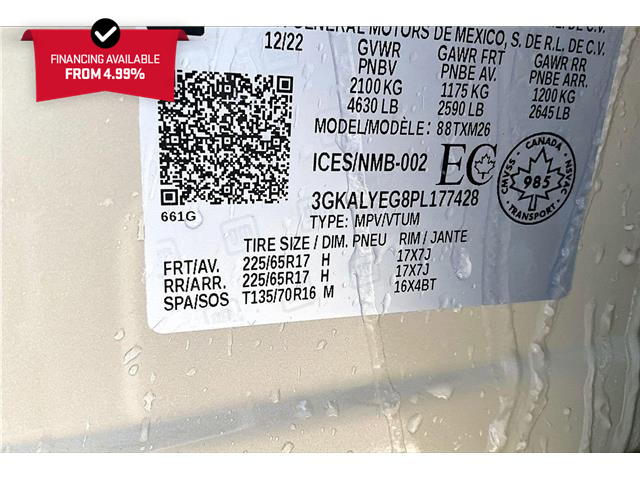 FINANCING AVAILABLE
FROM 4.99%
GENERAL MOTORS DE MEXICO, S. DE R.L. DE C.V.
12/22 GVWR GAWR FRT GAWR RR
PNBV PNBE AV. PNBE ARR.
2100 KG 1175 KG 1200 KG
4630 LB 2590 LB 2645 LB
MODEL/MODÈLE: 88TXM26
ICES/NMB-002 EC
CANADA
CMVSS NSVAC
985
TRANSPORT
3GKALYEG8PL177428
661G
TYPE: MPV/VTUM
TIRE SIZE / DIM. PNEU RIM / JANTE
FRT/AV. 225/65R17 H 17X7J
RR/ARR. 225/65R17 H 17X7J
SPA/SOS T135/70R16 M 16X4BT